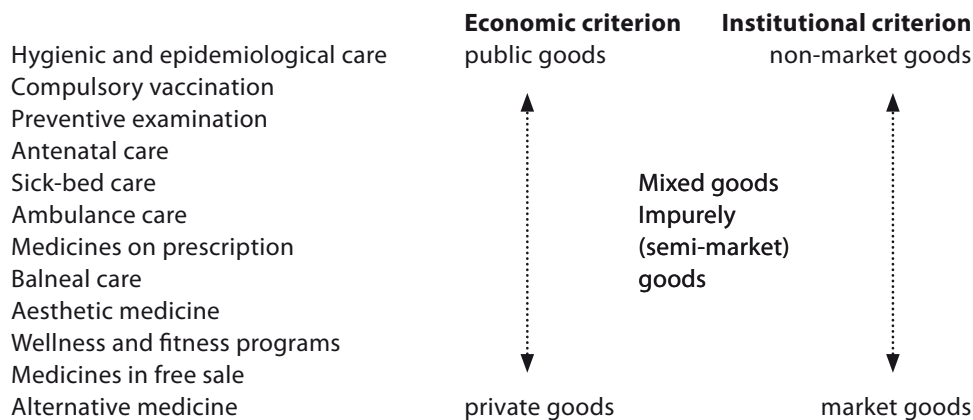 Economic criterion Institutional criterion
Hygienic and epidemiological care public goods non-market goods
Compulsory vaccination
Preventive examination
Antenatal care
Sick-bed care Mixed goods
Ambulance care Impurely
Medicines on prescription (semi-market)
Balneal care goods
Aesthetic medicine
Wellness and fitness programs
Medicines in free sale
Alternative medicine private goods market goods